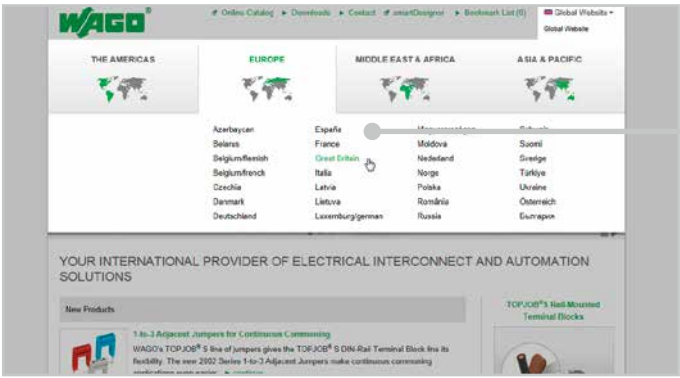 WAGO®
Online Catalog Downloads Contact smartDesigner Bookmark List (0) Global Website
Global Website
THE AMERICAS EUROPE MIDDLE EAST & AFRICA ASIA & PACIFIC
Azərbaycan España
Belarus France Moldova Suomi
Belgium/flemish Great Britain Nederland Sverige
Belgium/french Italia Norge Türkiye
Czechia Latvia Polska Ukraine
Danmark Lietuva România Österreich
Deutschland Luxemburg/german Russia България
YOUR INTERNATIONAL PROVIDER OF ELECTRICAL INTERCONNECT AND AUTOMATION
SOLUTIONS
New Products
TOPJOB®S Rail-Mounted
Terminal Blocks
1-to-3 Adjacent Jumpers for Continuous Commoning
WAGO's TOPJOB® S line of jumpers gives the TOPJOB® S DIN-Rail Terminal Block line its
flexibility. The new 2002 Series 1-to-3 Adjacent Jumpers make continuous commoning